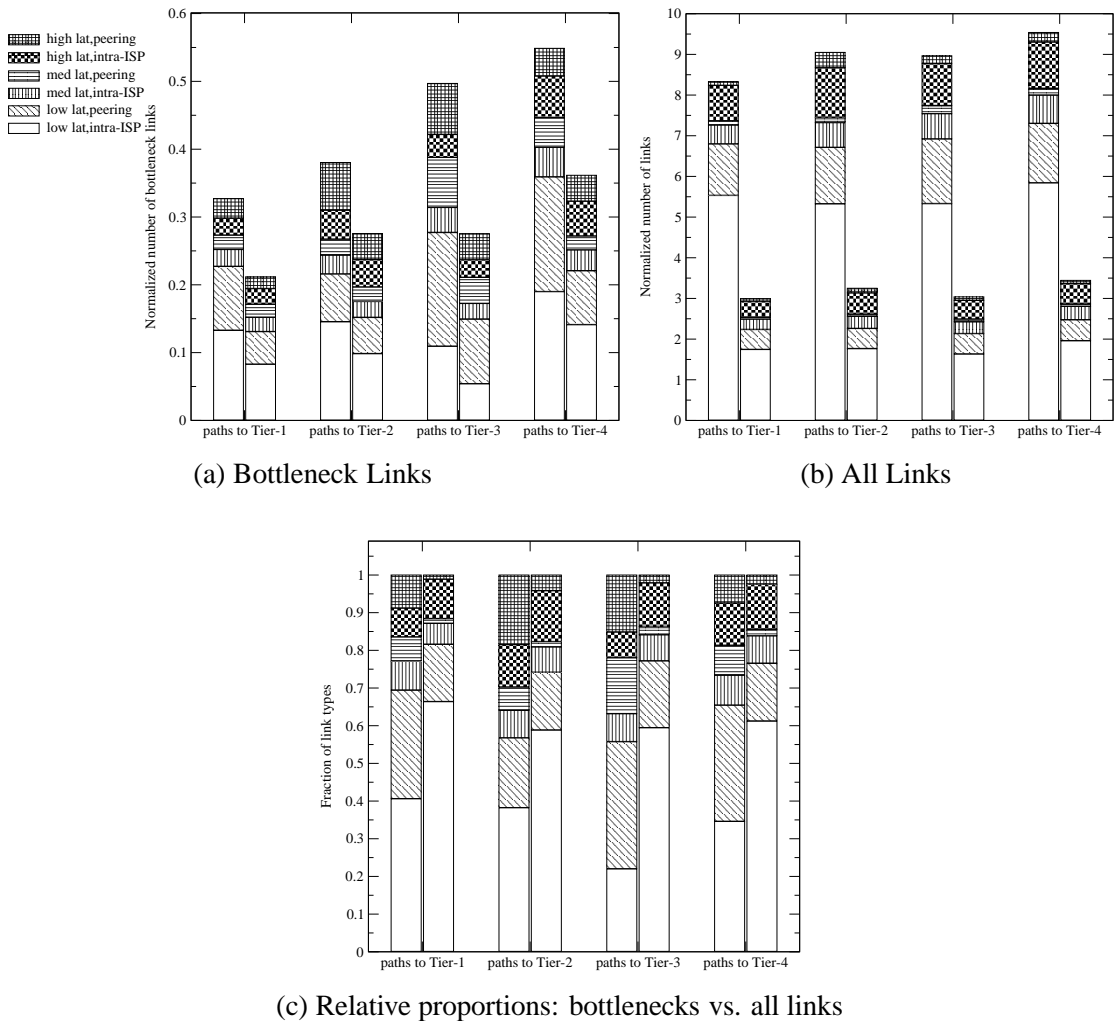 high lat,peering
high lat,intra-ISP
med lat,peering
med lat,intra-ISP
low lat,peering
low lat,intra-ISP
Normalized number of bottleneck links
0.6
0.5
0.4
0.3
0.2
0.1
0
paths to Tier-1
paths to Tier-2
paths to Tier-3
paths to Tier-4
(a) Bottleneck Links
Normalized number of links
10
9
8
7
6
5
4
3
2
1
0
paths to Tier-1
paths to Tier-2
paths to Tier-3
paths to Tier-4
(b) All Links
Fraction of link types
1
0.9
0.8
0.7
0.6
0.5
0.4
0.3
0.2
0.1
0
paths to Tier-1
paths to Tier-2
paths to Tier-3
paths to Tier-4
(c) Relative proportions: bottlenecks vs. all links